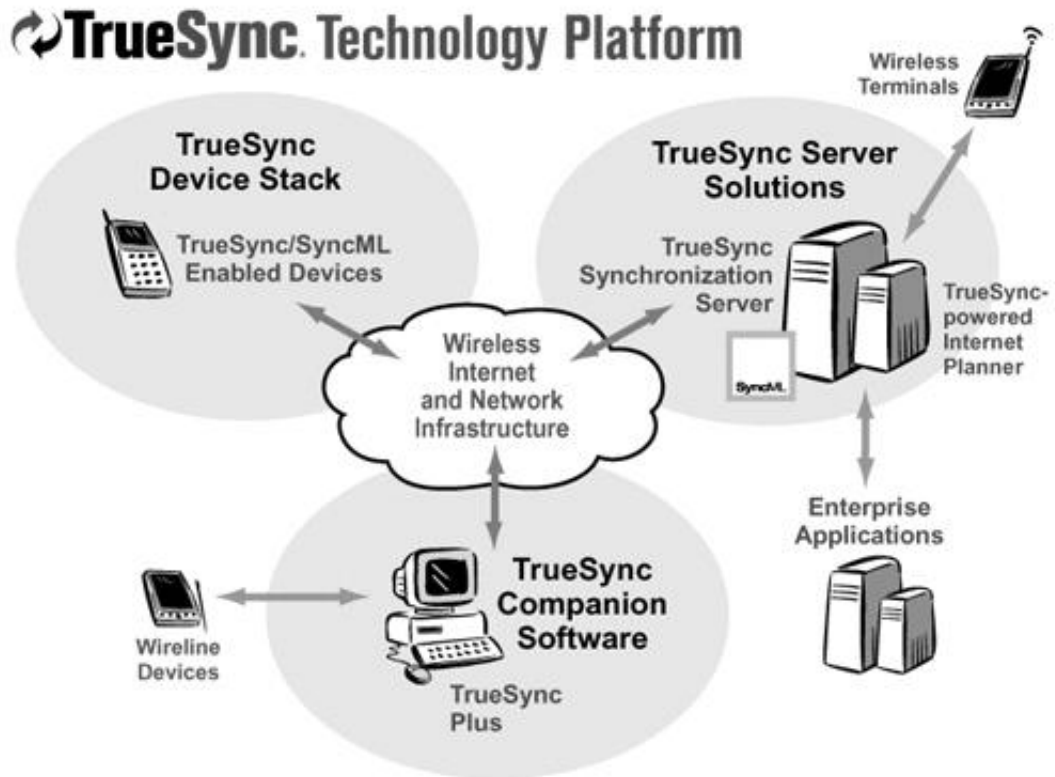 TrueSync. Technology Platform
Wireless
Terminals
TrueSync
Device Stack
TrueSync/SyncML
Enabled Devices
TrueSync Server
Solutions
TrueSync
Synchronization
Server
SyncML
TrueSync-
powered
Internet
Planner
Wireless
Internet
and Network
Infrastructure
Enterprise
Applications
TrueSync
Companion
Software
TrueSync
Plus
Wireline
Devices